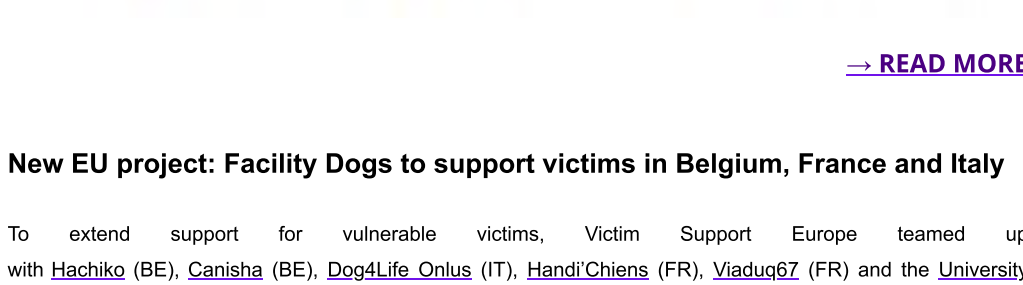 → READ MORE
New EU project: Facility Dogs to support victims in Belgium, France and Italy
To extend support for vulnerable victims, Victim Support Europe teamed up
with Hachiko (BE), Canisha (BE), Dog4Life Onlus (IT), Handi’Chiens (FR), Viaduq67 (FR) and the University